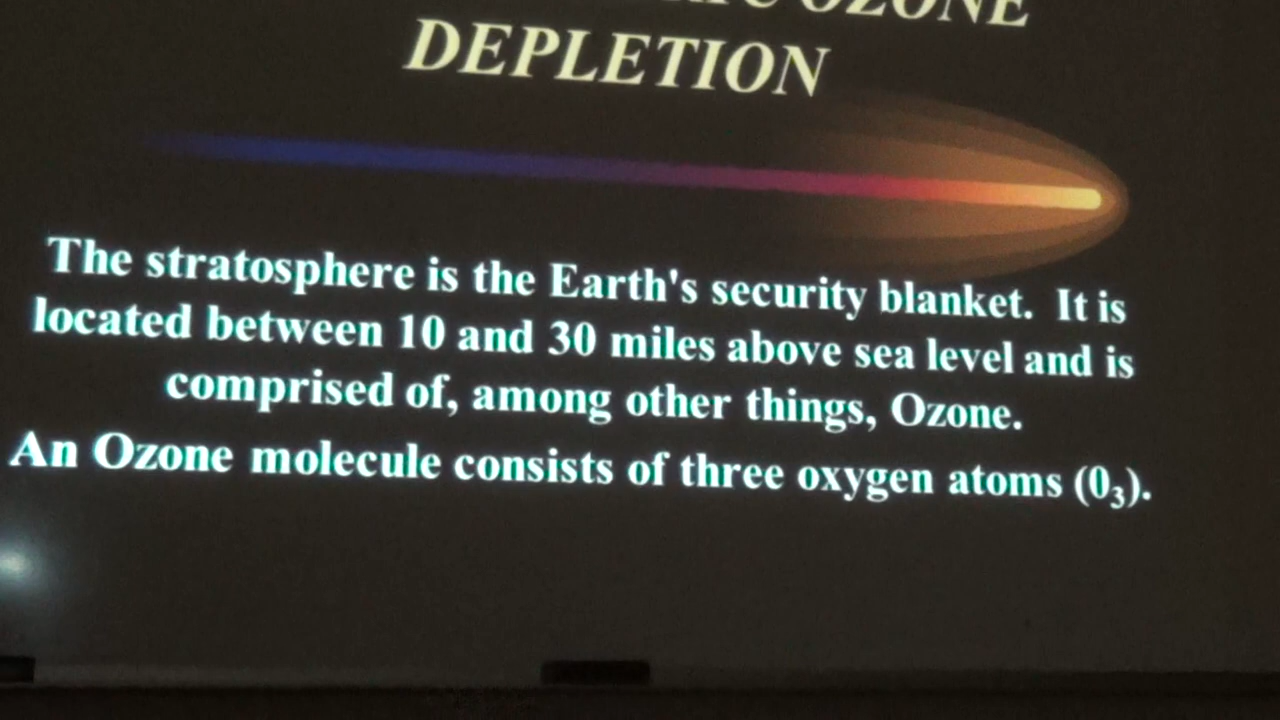 OZONE
DEPLETION
The stratosphere is the Earth's security blanket. It is
located between 10 and 30 miles above sea level and is
comprised of, among other things, Ozone.
An Ozone molecule consists of three oxygen atoms (0₃).